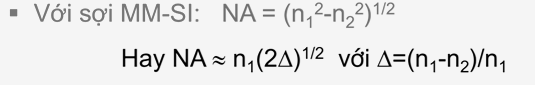 ▪ Với sợi MM-SI: NA = (n₁²-n₂²)¹/²
Hay NA ≈ n₁(2Δ)¹/² với Δ=(n₁-n₂)/n₁